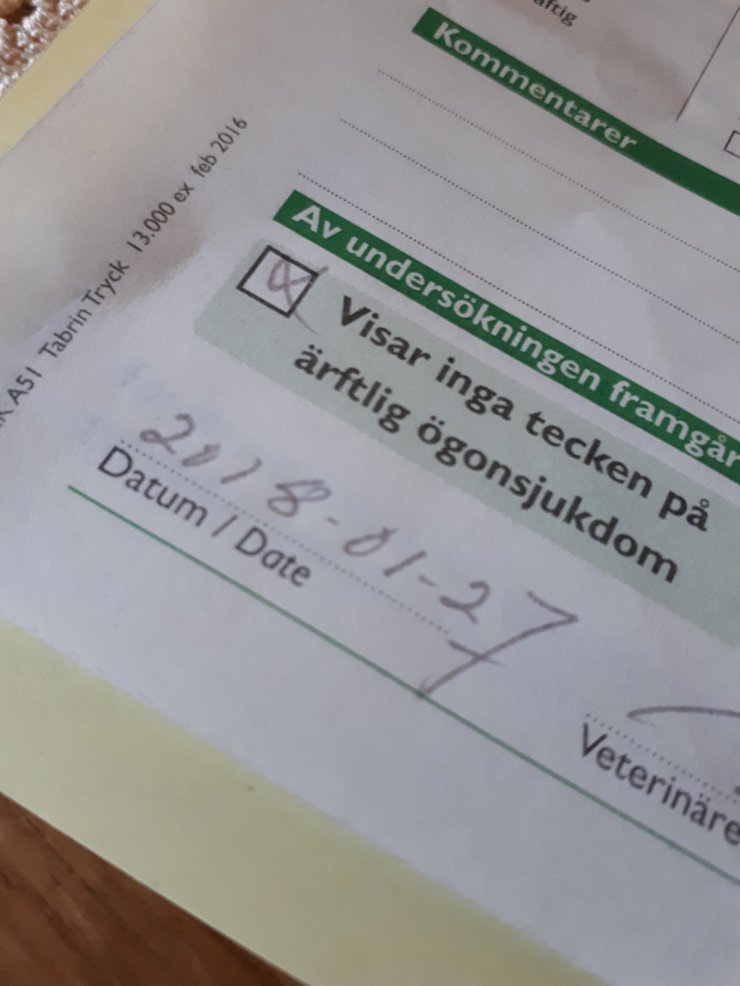 Kommentarer
Av undersökningen framgår
Visar inga tecken på
ärftlig ögonsjukdom
2018-01-27
Datum / Date
Veterinäre
A51 Tabrin Tryck 13.000 ex feb 2016